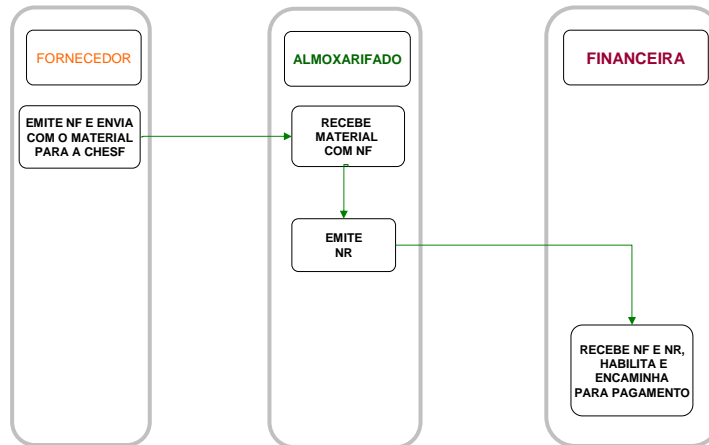 FORNECEDOR
ALMOXARIFADO
FINANCEIRA
EMITE NF E ENVIA
COM O MATERIAL
PARA A CHESF
RECEBE
MATERIAL
COM NF
EMITE
NR
RECEBE NF E NR,
HABILITA E
ENCAMINHA
PARA PAGAMENTO